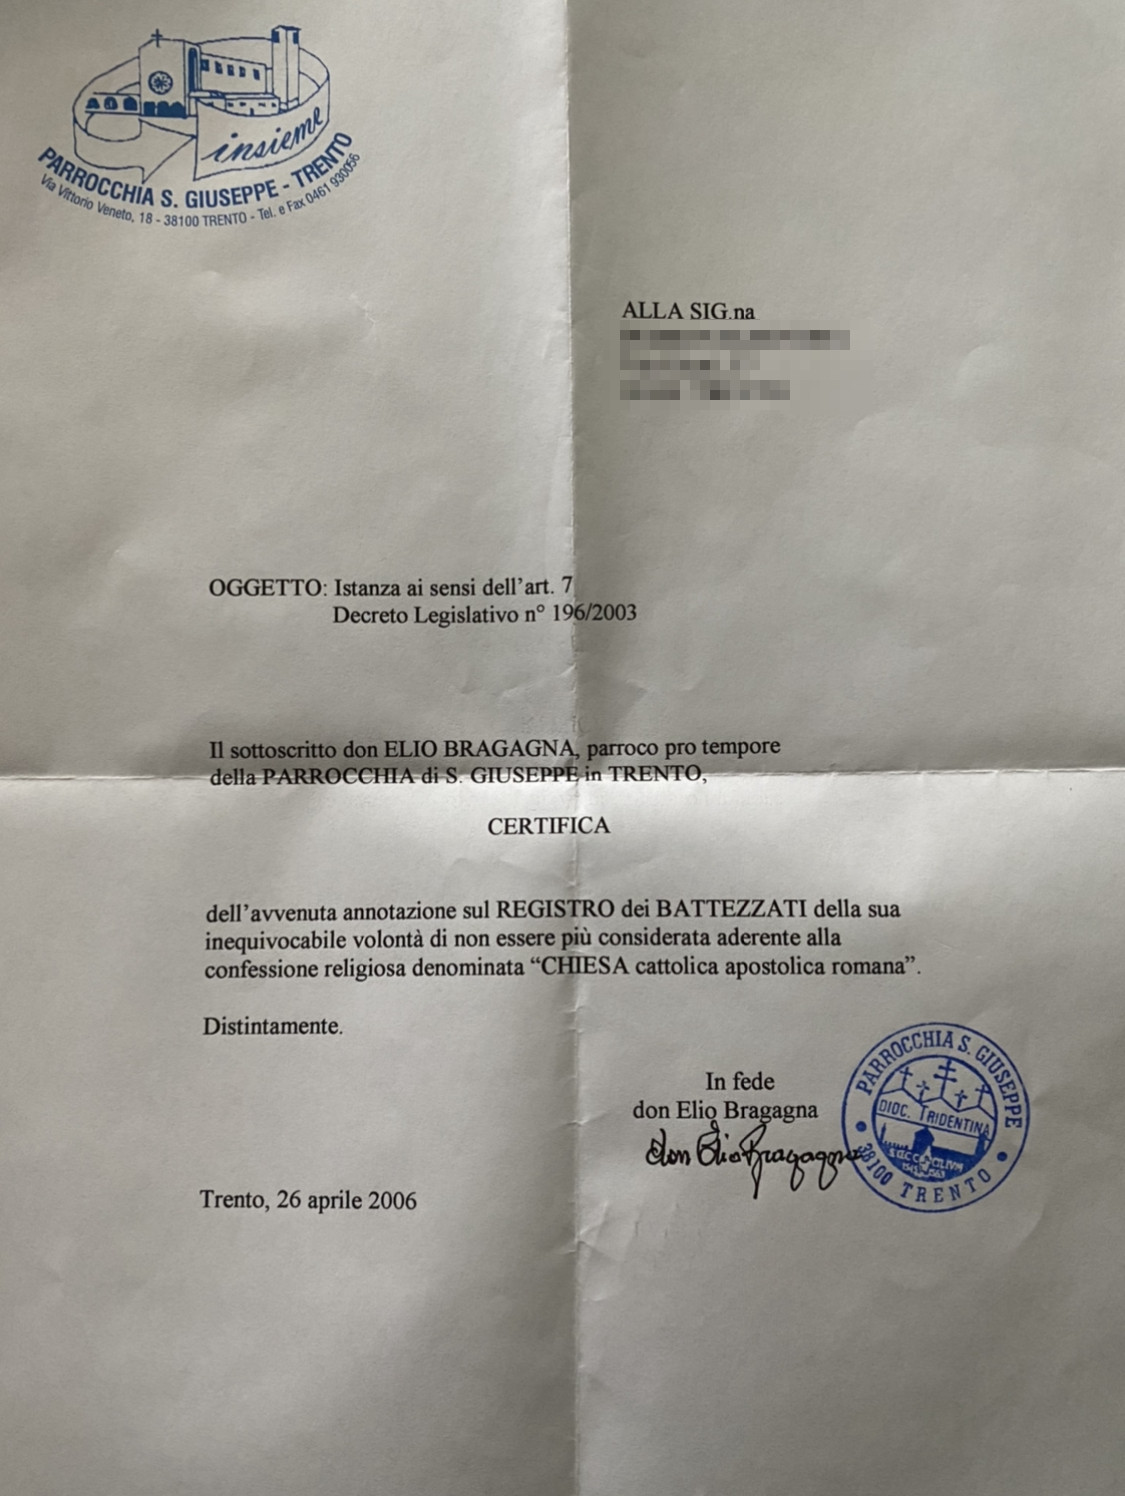 insieme
PARROCCHIA S. GIUSEPPE - TRENTO
Via Vittorio Veneto, 18 - 38100 TRENTO - Tel. e Fax 0461 930056
ALLA SIG.na
OGGETTO: Istanza ai sensi dell'art. 7
Decreto Legislativo n° 196/2003
Il sottoscritto don ELIO BRAGAGNA, parroco pro tempore
della PARROCCHIA di S. GIUSEPPE in TRENTO,
CERTIFICA
dell'avvenuta annotazione sul REGISTRO dei BATTEZZATI della sua
inequivocabile volontà di non essere più considerata aderente alla
confessione religiosa denominata “CHIESA cattolica apostolica romana”.
Distintamente.
In fede
don Elio Bragagna
don Elio Bragagna
PARROCCHIA S. GIUSEPPE
DIOC. TRIDENTINA
38100 TRENTO
Trento, 26 aprile 2006